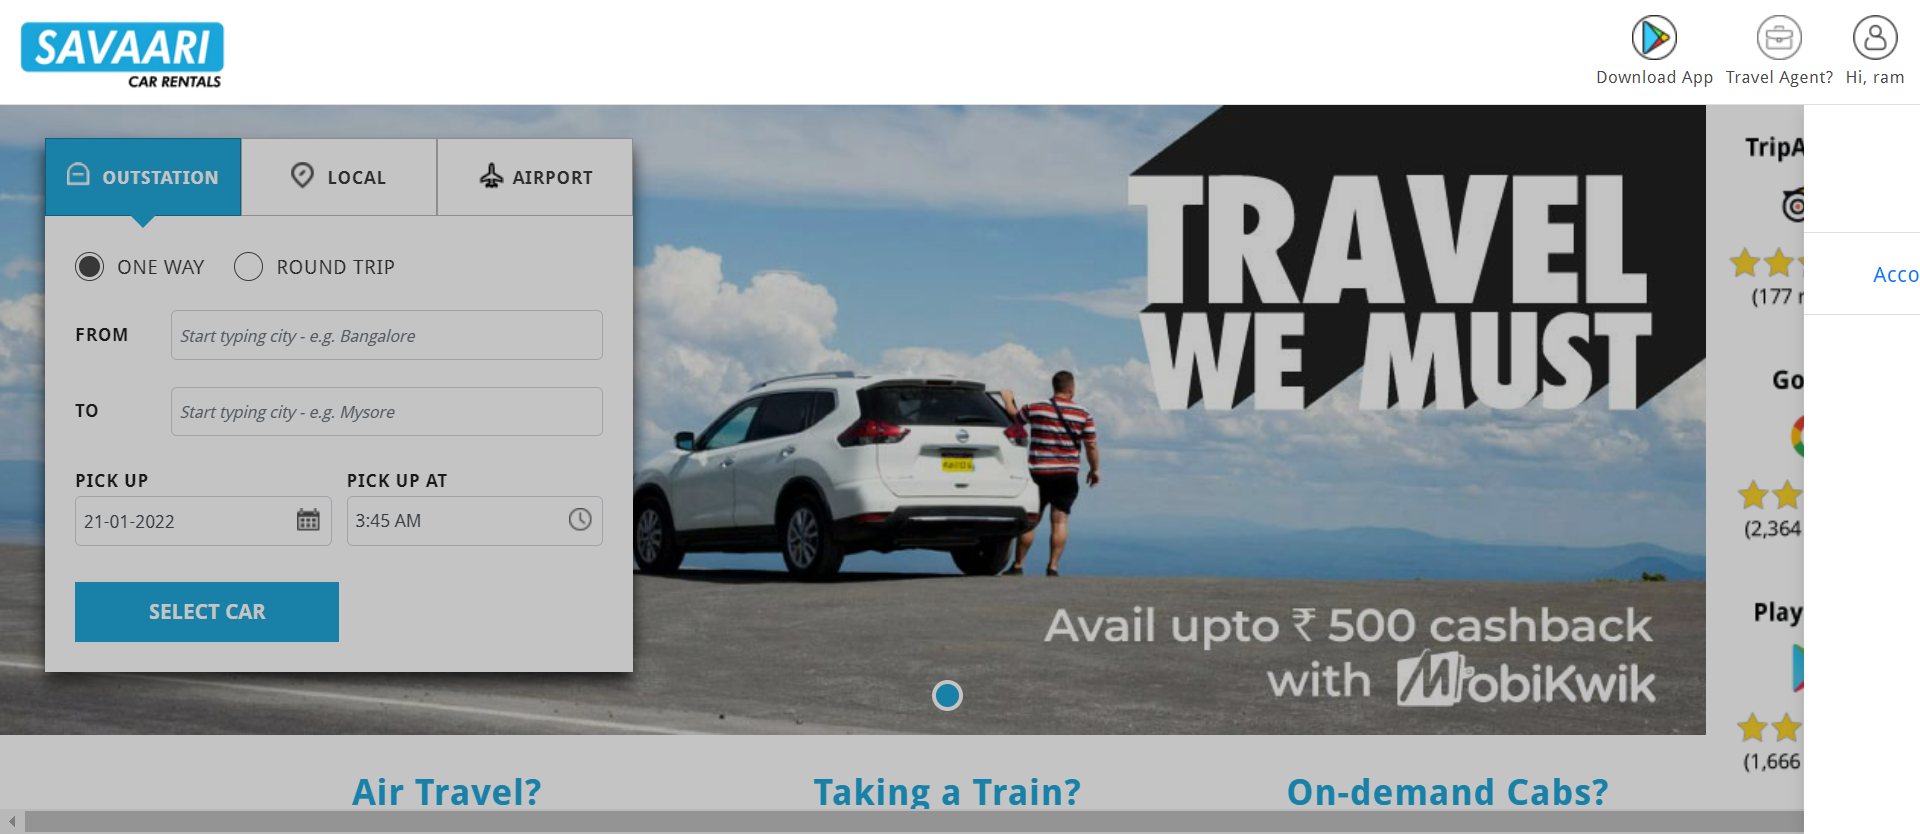 SAVAARI
CAR RENTALS
Download App
Travel Agent?
Hi, ram
OUTSTATION
LOCAL
AIRPORT
ONE WAY
ROUND TRIP
FROM
Start typing city - e.g. Bangalore
TO
Start typing city - e.g. Mysore
PICK UP
PICK UP AT
21-01-2022
3:45 AM
SELECT CAR
TRAVEL
WE MUST
Avail upto ₹ 500 cashback
with MobiKwik
TripA
(177 r
Go
(2,364
Play
(1,666
Acco
Air Travel?
Taking a Train?
On-demand Cabs?